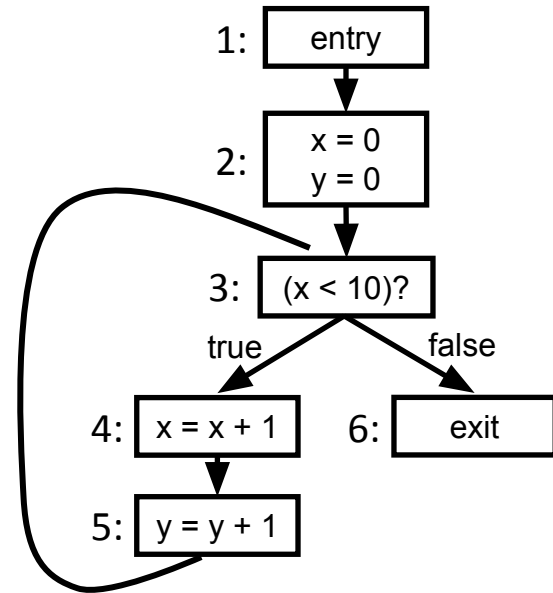 1: entry
2: x = 0
y = 0
3: (x < 10)?
true
false
4: x = x + 1
6: exit
5: y = y + 1